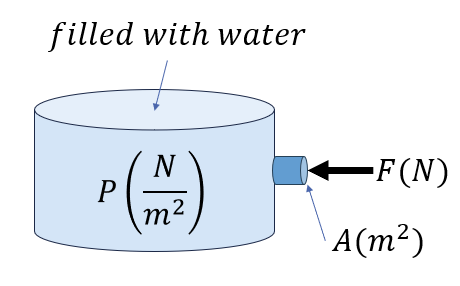 filled with water
P(N/m²)
F(N)
A(m²)